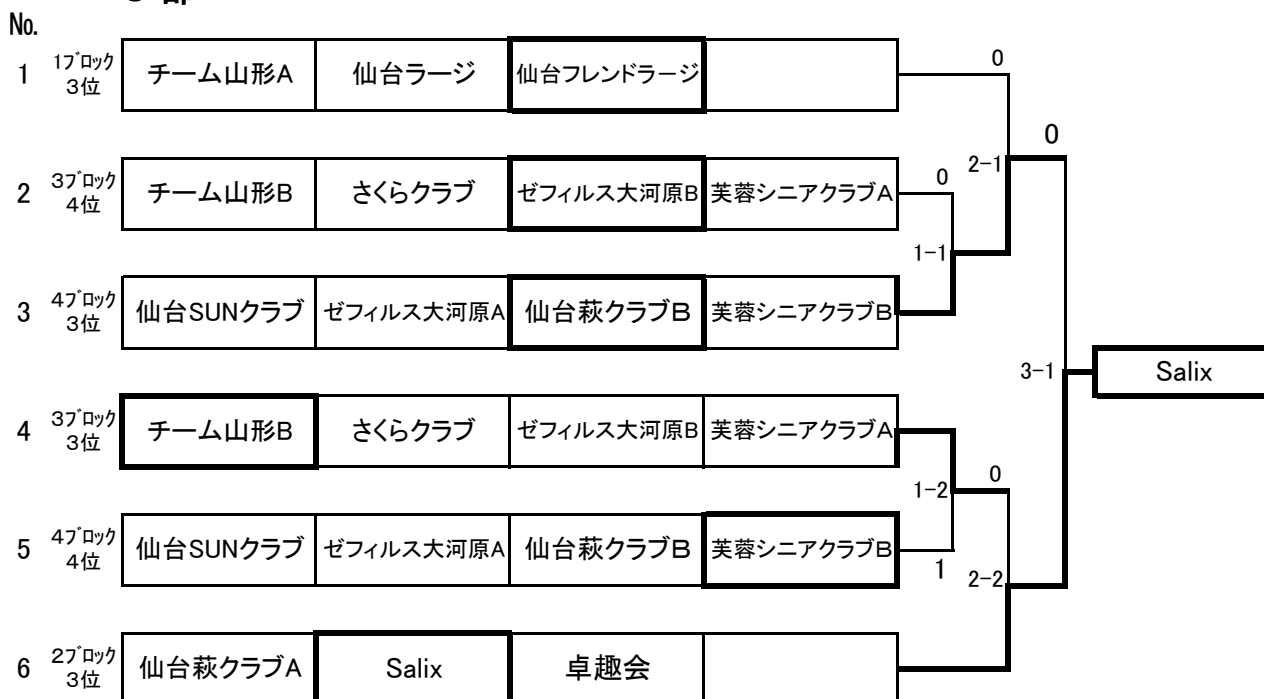 No.
1 1ブロック 3位 チーム山形A 仙台ラージ 仙台フレンドラージ 0
0
2 3ブロック 4位 チーム山形B さくらクラブ ゼフィルス大河原B 芙蓉シニアクラブA 0 2-1
1-1
3 4ブロック 3位 仙台SUNクラブ ゼフィルス大河原A 仙台萩クラブB 芙蓉シニアクラブB
3-1 Salix
4 3ブロック 3位 チーム山形B さくらクラブ ゼフィルス大河原B 芙蓉シニアクラブA
1-2 0
5 4ブロック 4位 仙台SUNクラブ ゼフィルス大河原A 仙台萩クラブB 芙蓉シニアクラブB
1 2-2
6 2ブロック 3位 仙台萩クラブA Salix 卓趣会